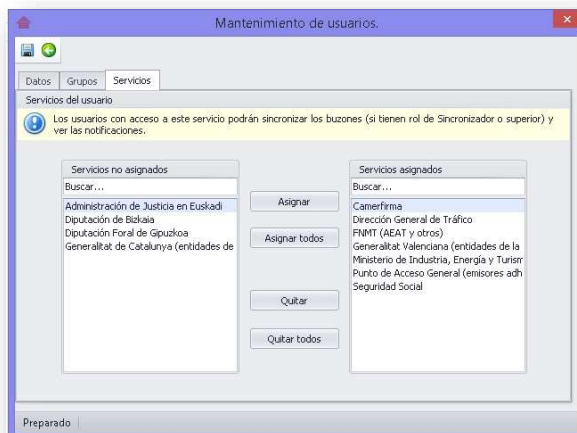 Mantenimiento de usuarios.
Datos
Grupos
Servicios
Servicios del usuario
Los usuarios con acceso a este servicio podrán sincronizar los buzones (si tienen rol de Sincronizador o superior) y
ver las notificaciones.
Servicios no asignados
Buscar...
Administración de Justicia en Euskadi
Diputación de Bizkaia
Diputación Foral de Gipuzkoa
Generalitat de Catalunya (entidades de
Asignar
Asignar todos
Quitar
Quitar todos
Servicios asignados
Buscar...
Camerfirma
Dirección General de Tráfico
FNMT (AEAT y otros)
Generalitat Valenciana (entidades de la
Ministerio de Industria, Energía y Turism
Punto de Acceso General (emisores adh
Seguridad Social
Preparado